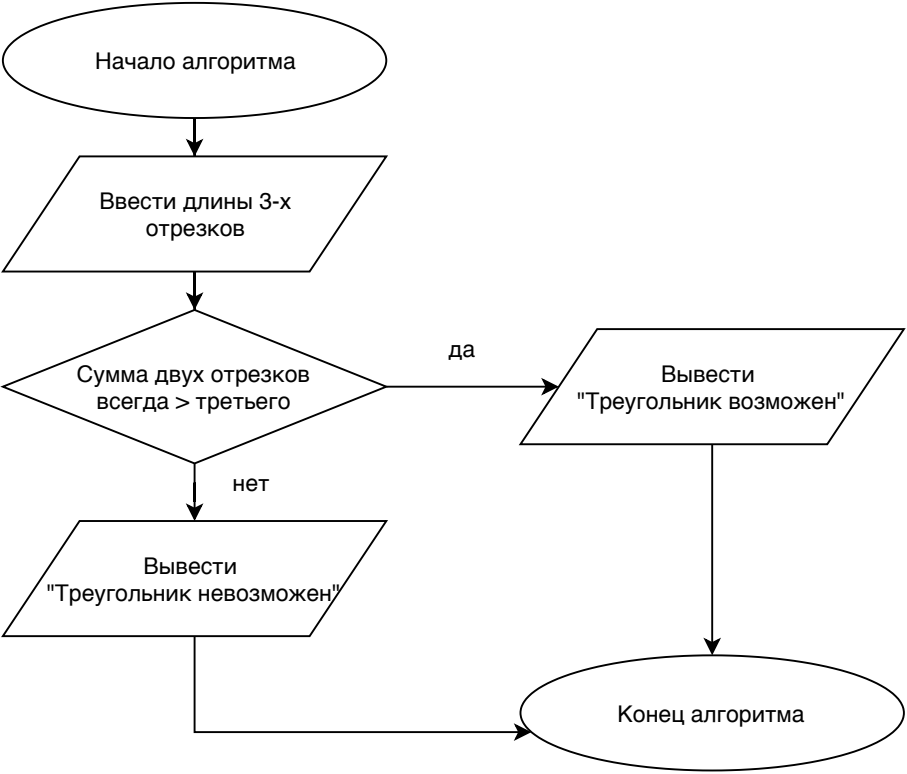 Начало алгоритма
Ввести длины 3-х
отрезков
Сумма двух отрезков
всегда > третьего
да
Вывести
"Треугольник возможен"
нет
Вывести
"Треугольник невозможен"
Конец алгоритма